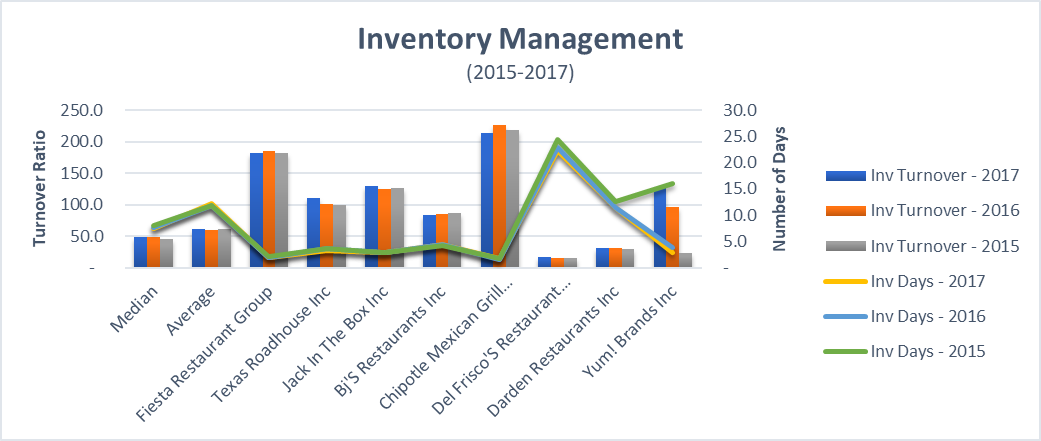 Inventory Management
(2015-2017)
Turnover Ratio
250.0
200.0
150.0
100.0
50.0
-
30.0
25.0
20.0
15.0
10.0
5.0
-
Number of Days
Median
Average
Fiesta Restaurant Group
Texas Roadhouse Inc
Jack In The Box Inc
Bj'S Restaurants Inc
Chipotle Mexican Grill...
Del Frisco'S Restaurant...
Darden Restaurants Inc
Yum! Brands Inc
Inv Turnover - 2017
Inv Turnover - 2016
Inv Turnover - 2015
Inv Days - 2017
Inv Days - 2016
Inv Days - 2015